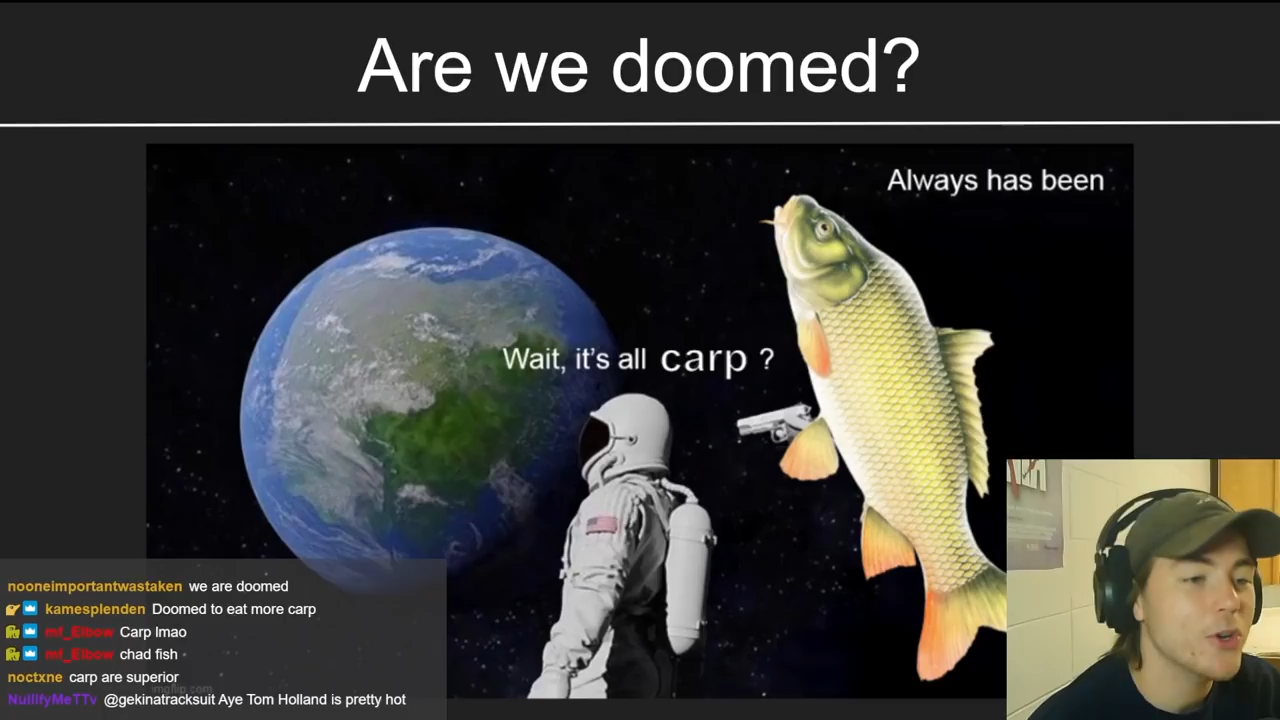 Are we doomed?
Always has been
Wait, it's all carp ?
nooneimportantwastaken we are doomed
kamesplenden Doomed to eat more carp
mf_Elbow Carp lmao
mf_Elbow chad fish
noctxne carp are superior
imgflip.com
NullifyMeTTv @gekinatracksuit Aye Tom Holland is pretty hot